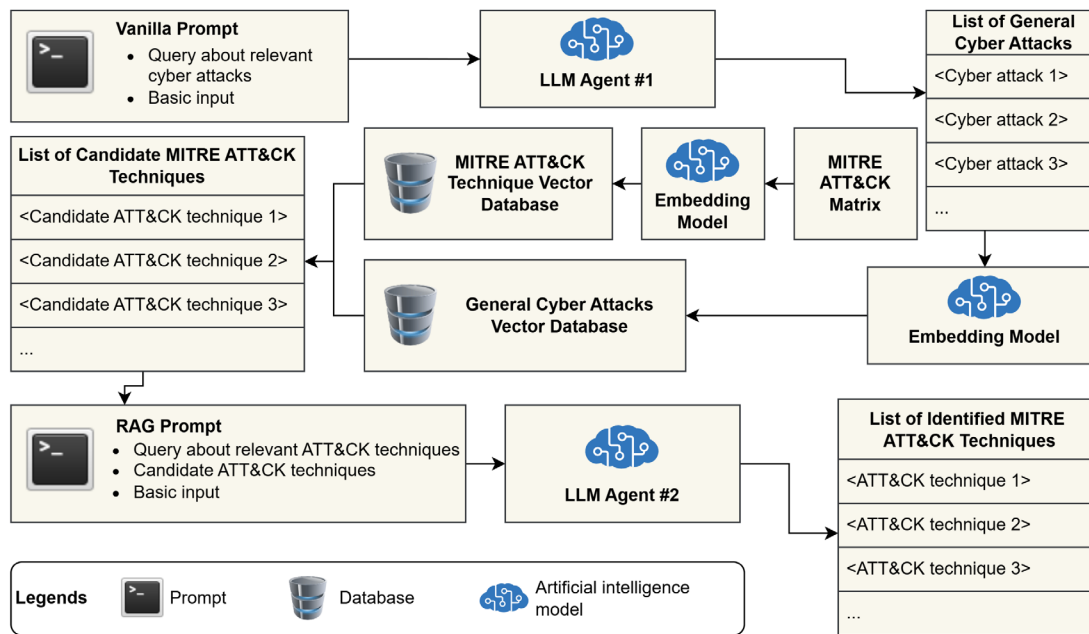 Vanilla Prompt
• Query about relevant
cyber attacks
• Basic input
LLM Agent #1
List of General
Cyber Attacks
<Cyber attack 1>
<Cyber attack 2>
<Cyber attack 3>
...
List of Candidate MITRE ATT&CK
Techniques
<Candidate ATT&CK technique 1>
<Candidate ATT&CK technique 2>
<Candidate ATT&CK technique 3>
...
MITRE ATT&CK
Technique Vector
Database
Embedding
Model
MITRE
ATT&CK
Matrix
General Cyber Attacks
Vector Database
Embedding Model
RAG Prompt
• Query about relevant ATT&CK techniques
• Candidate ATT&CK techniques
• Basic input
LLM Agent #2
List of Identified MITRE
ATT&CK Techniques
<ATT&CK technique 1>
<ATT&CK technique 2>
<ATT&CK technique 3>
...
Legends
Prompt
Database
Artificial intelligence
model